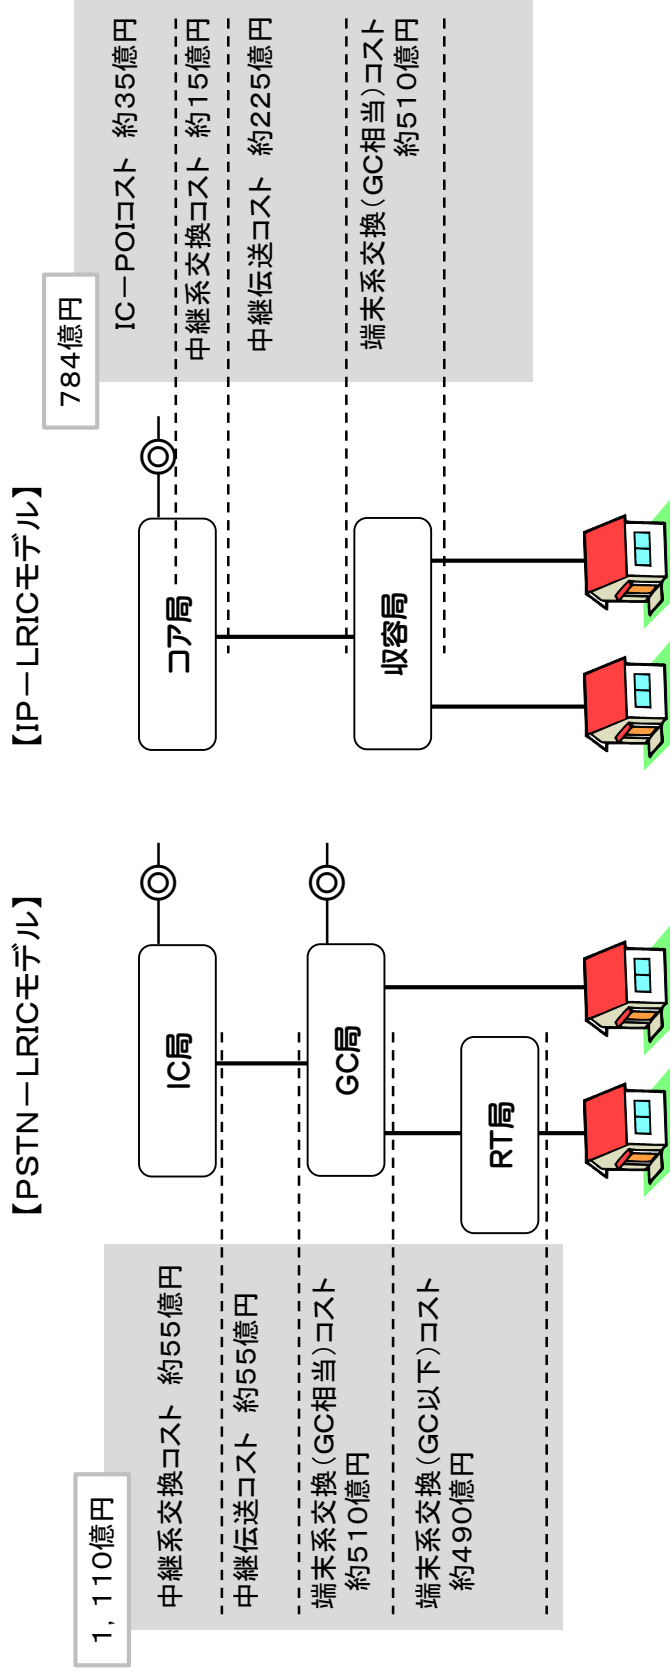 【PSTN－LRICモデル】
1，110億円
中継系交換コスト 約55億円
中継伝送コスト 約55億円
端末系交換（GC相当）コスト
約510億円
端末系交換（GC以下）コスト
約490億円
IC局
GC局
RT局
【IP－LRICモデル】
コア局
収容局
784億円
IC－POIコスト 約35億円
中継系交換コスト 約15億円
中継伝送コスト 約225億円
端末系交換（GC相当）コスト
約510億円